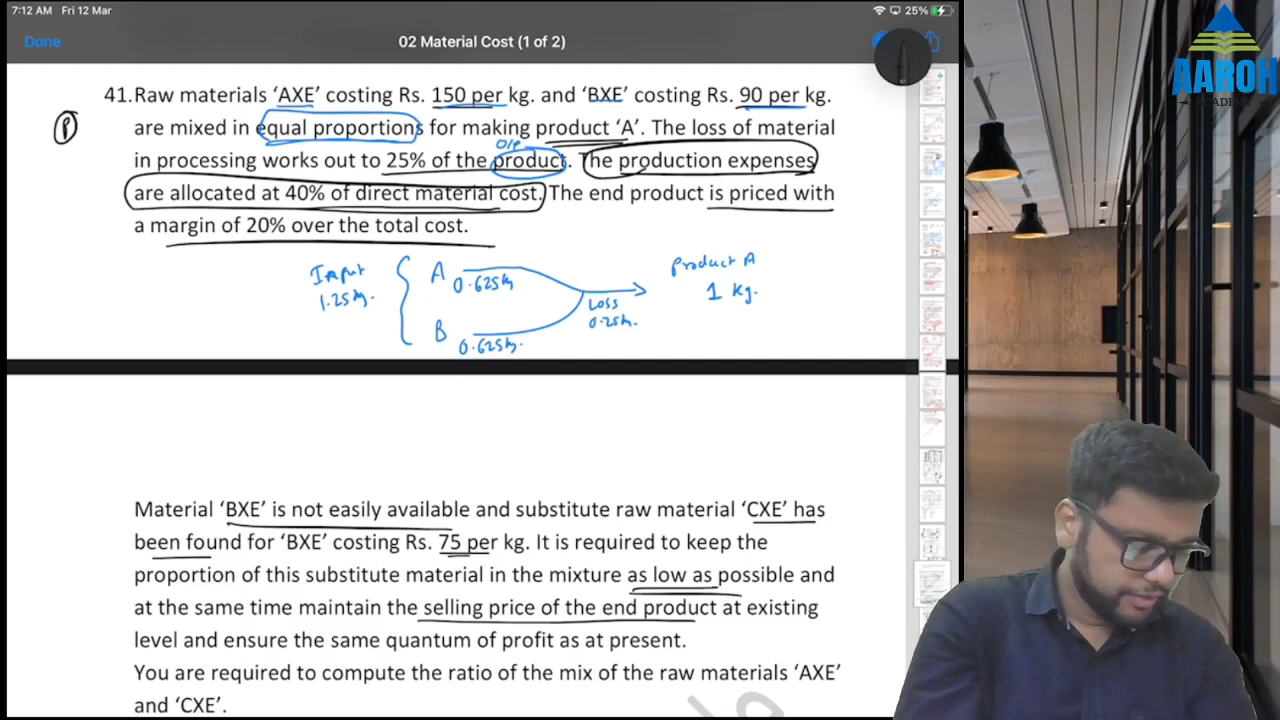 7:12 AM Fri 12 Mar
25%
Done
02 Material Cost (1 of 2)
AAROH
ACADEMY
41.Raw materials ‘AXE’ costing Rs. 150 per kg. and ‘BXE’ costing Rs. 90 per kg.
P
are mixed in equal proportions for making product ‘A’. The loss of material
O/P
in processing works out to 25% of the product. The production expenses
are allocated at 40% of direct material cost. The end product is priced with
a margin of 20% over the total cost.
Input
1.25kg.
A
0.625kg
B
0.625kg.
Loss
0.25kg.
Product A
1 kg.
Material ‘BXE’ is not easily available and substitute raw material ‘CXE’ has
been found for ‘BXE’ costing Rs. 75 per kg. It is required to keep the
proportion of this substitute material in the mixture as low as possible and
at the same time maintain the selling price of the end product at existing
level and ensure the same quantum of profit as at present.
You are required to compute the ratio of the mix of the raw materials ‘AXE’
and ‘CXE’.